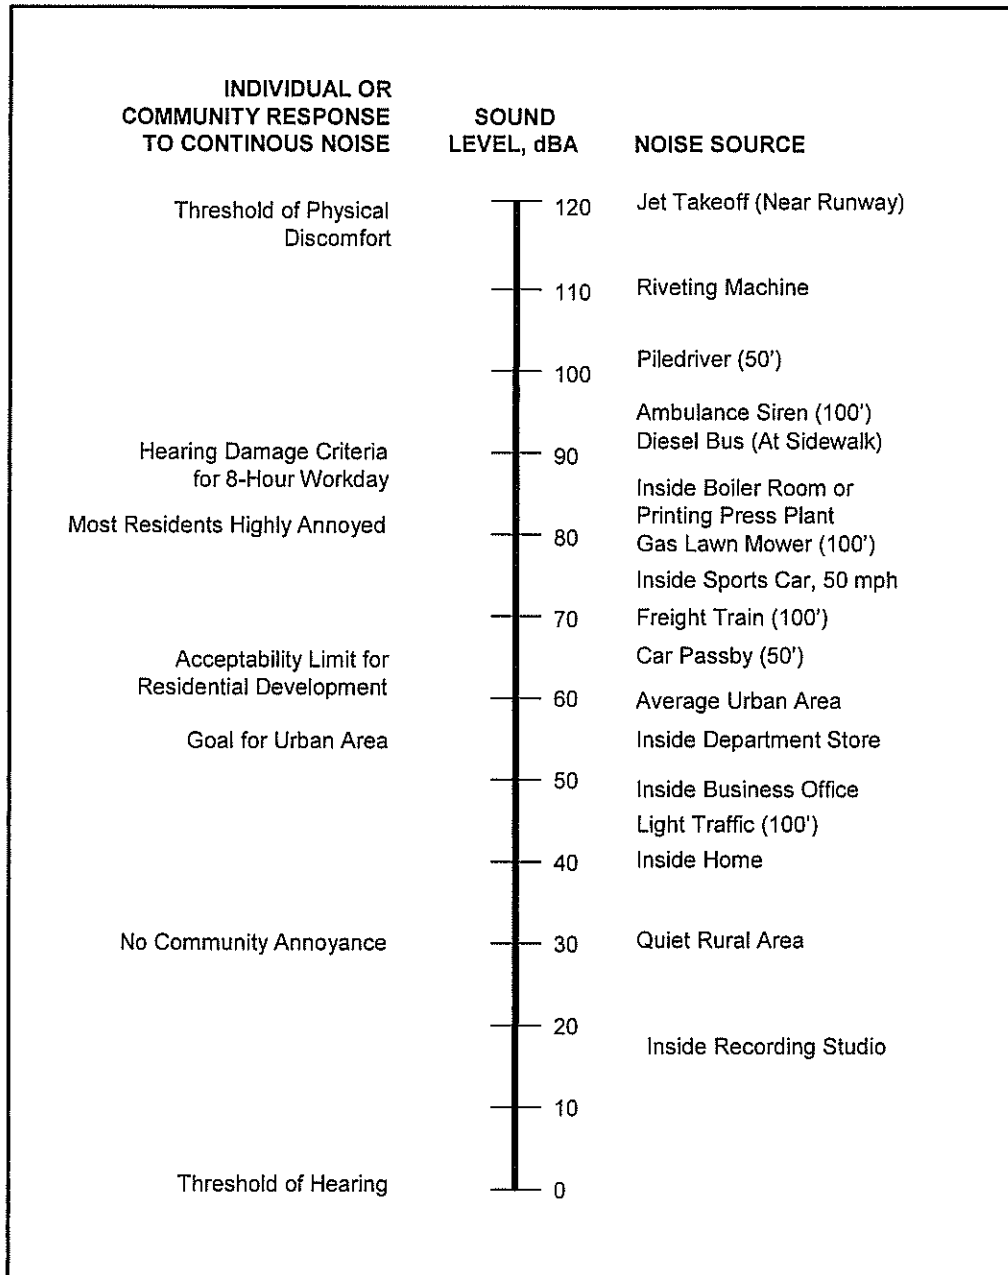 INDIVIDUAL OR
COMMUNITY RESPONSE
TO CONTINOUS NOISE
SOUND
LEVEL, dBA
NOISE SOURCE
Threshold of Physical
Discomfort
120
Jet Takeoff (Near Runway)
110
Riveting Machine
Piledriver (50')
100
Ambulance Siren (100')
Diesel Bus (At Sidewalk)
Hearing Damage Criteria
for 8-Hour Workday
90
Inside Boiler Room or
Printing Press Plant
Most Residents Highly Annoyed
80
Gas Lawn Mower (100')
Inside Sports Car, 50 mph
70
Freight Train (100')
Acceptability Limit for
Residential Development
Car Passby (50')
60
Average Urban Area
Goal for Urban Area
Inside Department Store
50
Inside Business Office
Light Traffic (100')
40
Inside Home
No Community Annoyance
30
Quiet Rural Area
20
Inside Recording Studio
10
Threshold of Hearing
0